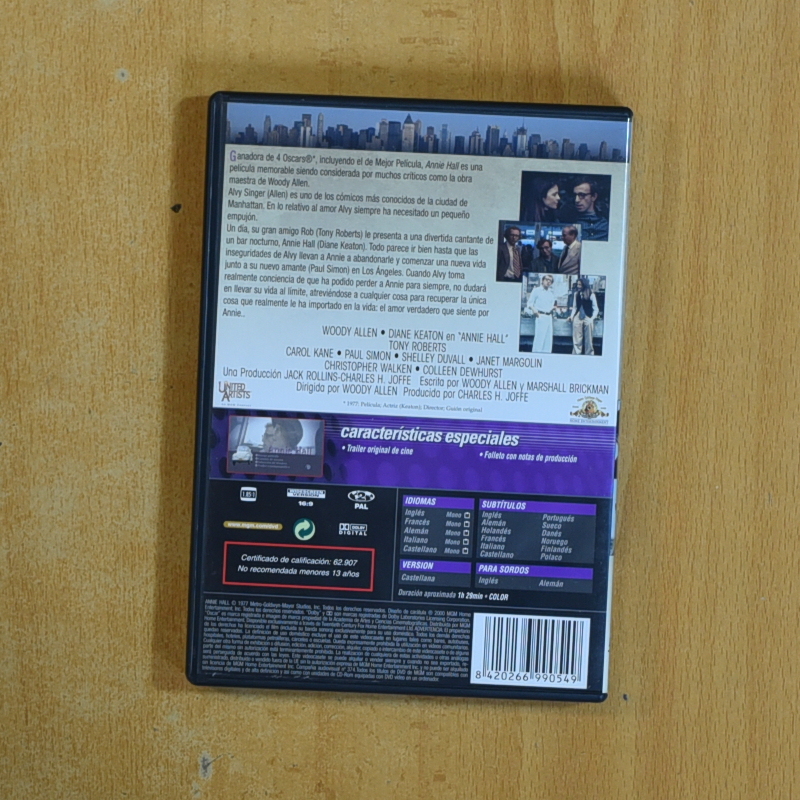 Ganadora de 4 Oscars®*, incluyendo el de Mejor Película, Annie Hall es una
película memorable siendo considerada por muchos críticos como la obra
maestra de Woody Allen.
Alvy Singer (Allen) es uno de los cómicos más conocidos de la ciudad de
Manhattan. En lo relativo al amor Alvy siempre ha necesitado un pequeño
empujón.
Un día, su gran amigo Rob (Tony Roberts) le presenta a una divertida cantante de
un bar nocturno, Annie Hall (Diane Keaton). Todo parece ir bien hasta que las
inseguridades de Alvy llevan a Annie a abandonarle y comenzar una nueva vida
junto a su nuevo amante (Paul Simon) en Los Ángeles. Cuando Alvy toma
realmente conciencia de que ha podido perder a Annie para siempre, no dudará
en llevar su vida al límite, atreviéndose a cualquier cosa para recuperar la única
cosa que realmente le ha importado en la vida: el amor verdadero que siente por
Annie..
WOODY ALLEN • DIANE KEATON en "ANNIE HALL"
TONY ROBERTS
CAROL KANE • PAUL SIMON • SHELLEY DUVALL • JANET MARGOLIN
CHRISTOPHER WALKEN • COLLEEN DEWHURST
Una Producción JACK ROLLINS-CHARLES H. JOFFE Escrito por WOODY ALLEN y MARSHALL BRICKMAN
Dirigida por WOODY ALLEN Producida por CHARLES H. JOFFE
* 1977: Película; Actriz (Keaton); Director; Guión original
UNITED
ARTISTS
características especiales
• Trailer original de cine
• Folleto con notas de producción
1.85:1
16:9
PAL
www.mgm.com/dvd
DOLBY
DIGITAL
Certificado de calificación: 62.907
No recomendada menores 13 años
IDIOMAS
Inglés Mono
Francés Mono
Alemán Mono
Italiano Mono
Castellano Mono
SUBTÍTULOS
Inglés Portugués
Alemán Sueco
Holandés Danés
Francés Noruego
Italiano Finlandés
Castellano Polaco
VERSION
Castellana
PARA SORDOS
Inglés Alemán
Duración aproximada 1h 29min • COLOR
8 420266 990549